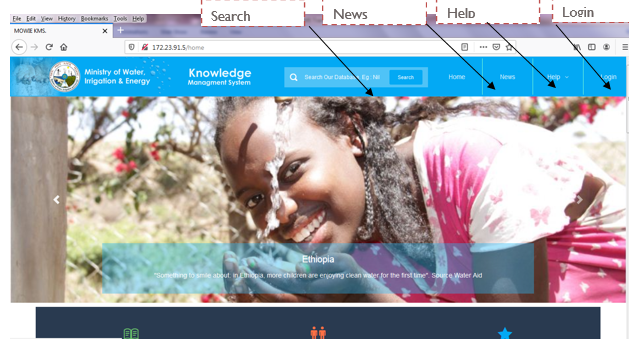 Search
News
Help
Login
File Edit View History Bookmarks Tools Help
MOWIE KMS.
172.23.91.5/home
Ministry of Water,
Irrigation & Energy
Knowledge
Managment System
Search Our Database. Eg : Nil
Search
Home
News
Help
Login
Ethiopia
"Something to smile about, in Ethiopia, more children are enjoying clean water for the first time". Source Water Aid